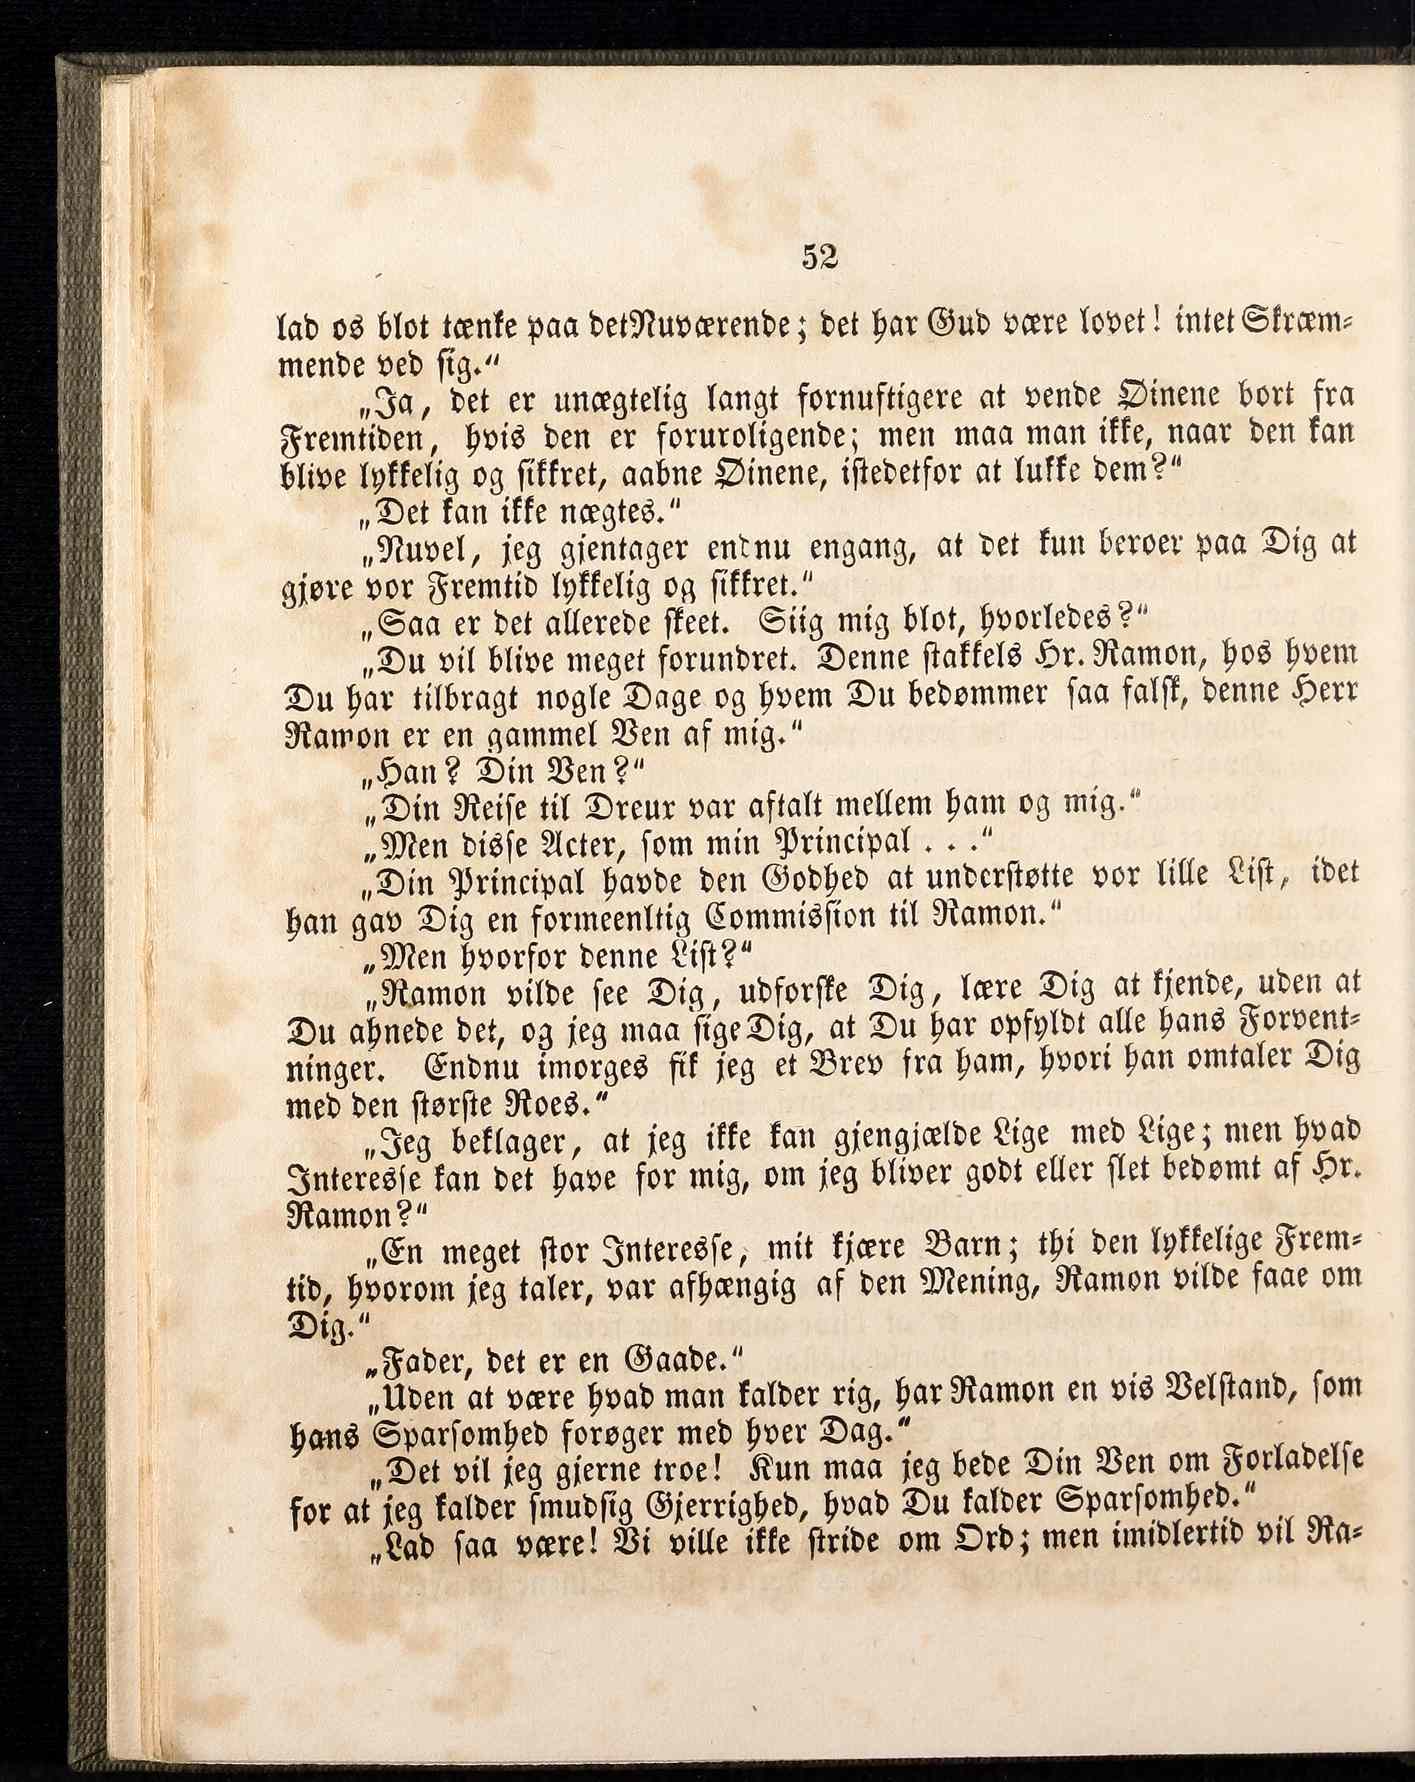 52
lad os blot tænke paa det Nuværende; det har Gud være lovet! intet Skræm-
mende ved sig.“
„Ja, det er unægtelig langt fornuftigere at vende Øinene bort fra
Fremtiden, hvis den er foruroligende; men maa man ikke, naar den kan
blive lykkelig og sikkret, aabne Øinene, istedetfor at lukke dem?“
„Det kan ikke nægtes.“
„Nuvel, jeg gjentager endnu engang, at det kun beroer paa Dig at
gjøre vor Fremtid lykkelig og sikkret.“
„Saa er det allerede skeet. Siig mig blot, hvorledes?“
„Du vil blive meget forundret. Denne stakkels Hr. Ramon, hos hvem
Du har tilbragt nogle Dage og hvem Du bedømmer saa falsk, denne Herr
Ramon er en gammel Ven af mig.“
„Han? Din Ven?“
„Din Reise til Dreux var aftalt mellem ham og mig.“
„Men disse Acter, som min Principal . . .“
„Din Principal havde den Godhed at understøtte vor lille List, idet
han gav Dig en formeenltig Commission til Ramon.“
„Men hvorfor denne List?“
„Ramon vilde see Dig, udforske Dig, lære Dig at kjende, uden at
Du ahnede det, og jeg maa sige Dig, at Du har opfyldt alle hans Forvent-
ninger. Endnu imorges fik jeg et Brev fra ham, hvori han omtaler Dig
med den største Roes.“
„Jeg beklager, at jeg ikke kan gjengjælde Lige med Lige; men hvad
Interesse kan det have for mig, om jeg bliver godt eller slet bedømt af Hr.
Ramon?“
„En meget stor Interesse, mit kjære Barn; thi den lykkelige Frem-
tid, hvorom jeg taler, var afhængig af den Mening, Ramon vilde faae om
Dig.“
„Fader, det er en Gaade.“
„Uden at være hvad man kalder rig, har Ramon en vis Velstand, som
hans Sparsomhed forøger med hver Dag.“
„Det vil jeg gjerne troe! Kun maa jeg bede Din Ven om Forladelse
for at jeg kalder smudsig Gjerrighed, hvad Du kalder Sparsomhed.“
„Lad saa være! Vi ville ikke stride om Ord; men imidlertid vil Ra-